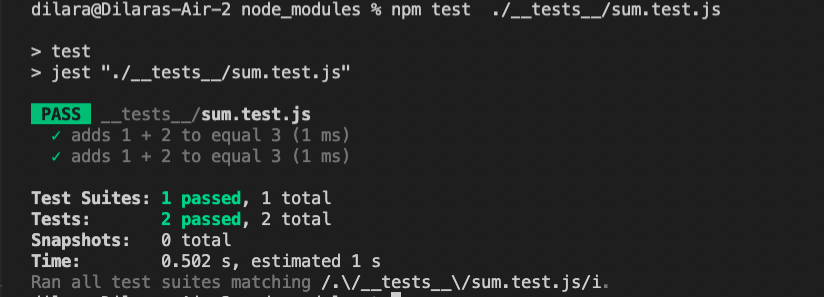 dilara@Dilaras-Air-2 node_modules % npm test  ./__tests__/sum.test.js
> test
> jest "./__tests__/sum.test.js"
PASS __tests__/sum.test.js
✓ adds 1 + 2 to equal 3 (1 ms)
✓ adds 1 + 2 to equal 3 (1 ms)
Test Suites: 1 passed, 1 total
Tests:       2 passed, 2 total
Snapshots:   0 total
Time:        0.502 s, estimated 1 s
Ran all test suites matching /.\/__tests__\/sum.test.js/i.